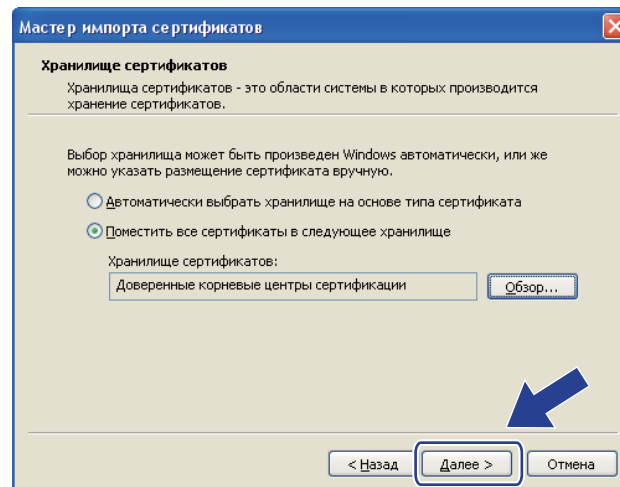 Мастер импорта сертификатов
Хранилище сертификатов
Хранилища сертификатов - это области системы в которых производится
хранение сертификатов.
Выбор хранилища может быть произведен Windows автоматически, или же
можно указать размещение сертификата вручную.
Автоматически выбрать хранилище на основе типа сертификата
Поместить все сертификаты в следующее хранилище
Хранилище сертификатов:
Доверенные корневые центры сертификации
Обзор...
< Назад
Далее >
Отмена